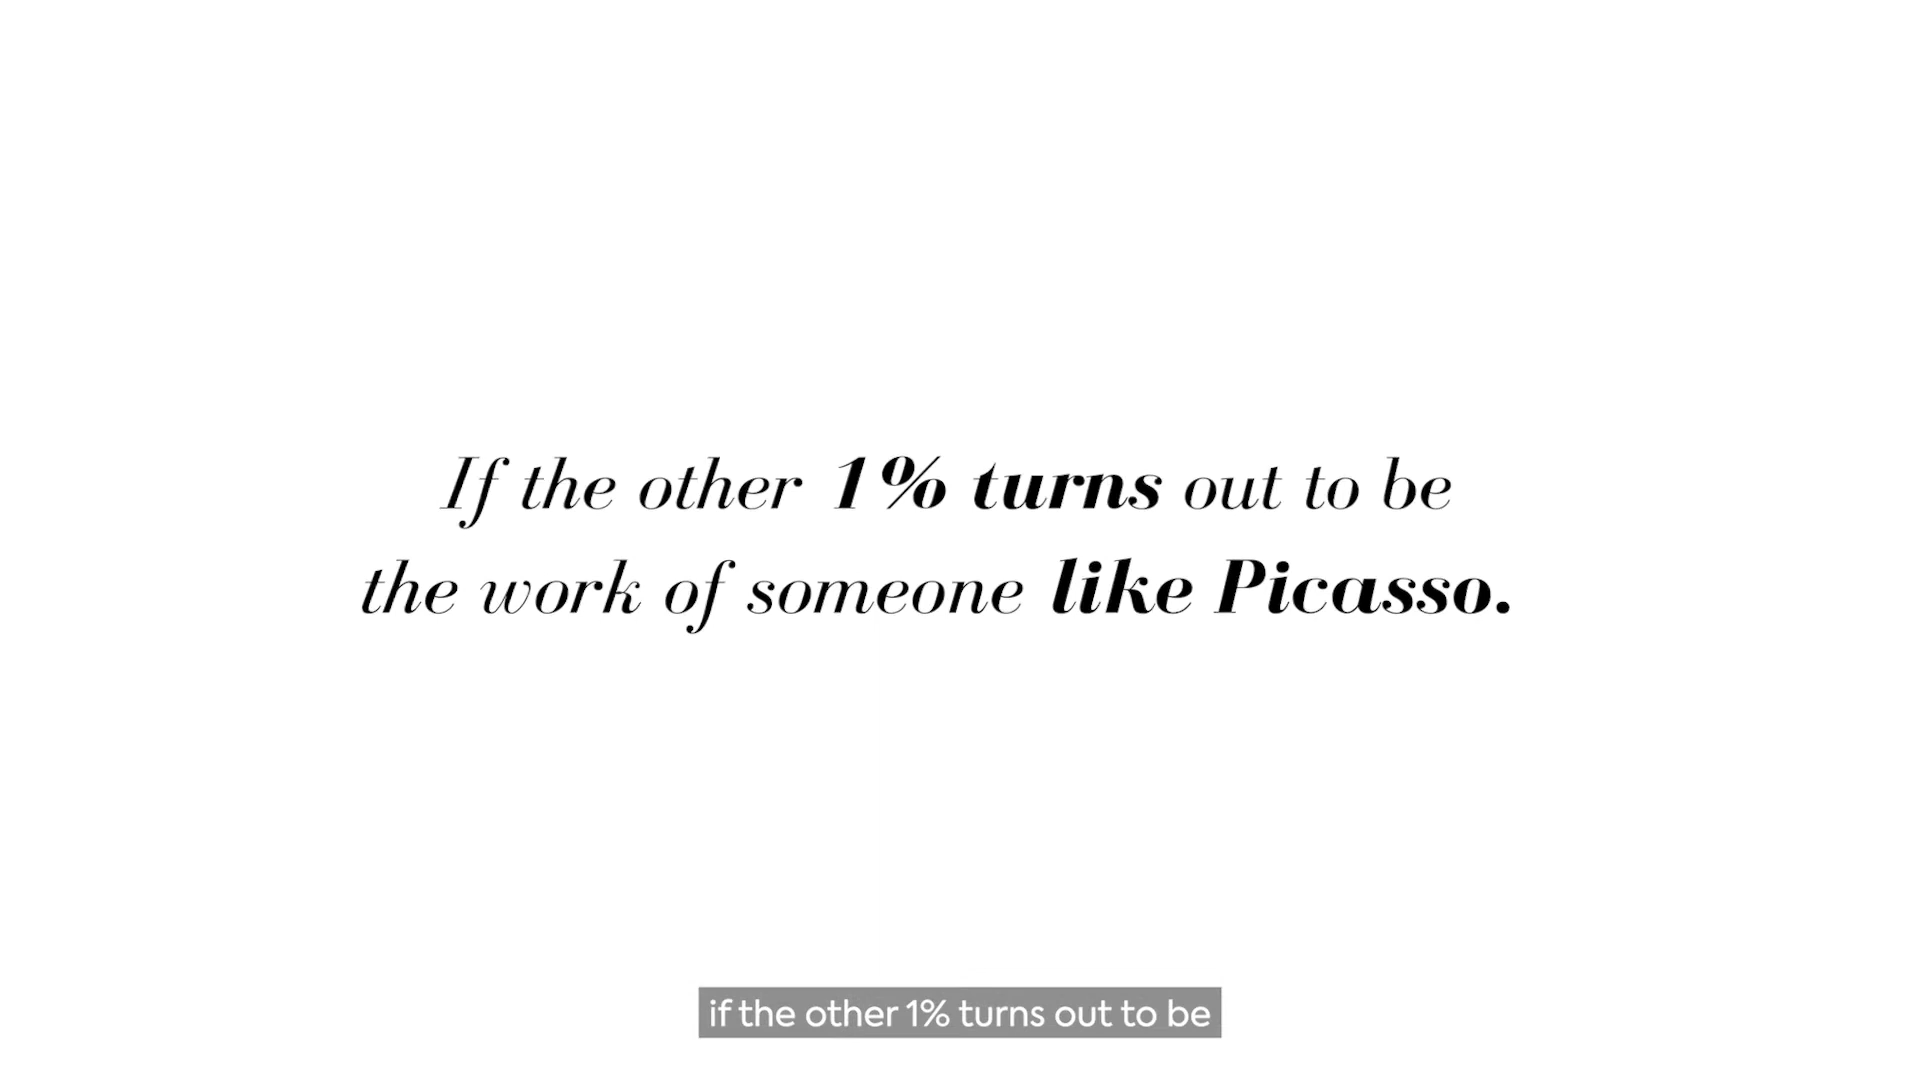 If the other 1% turns out to be
the work of someone like Picasso.
if the other 1% turns out to be